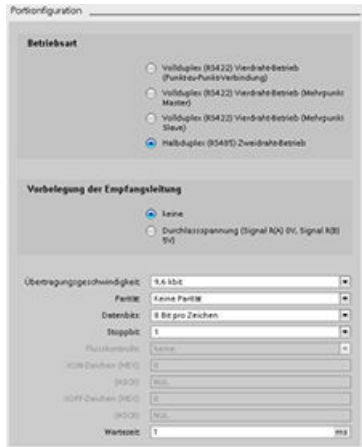 Portkonfiguration
Betriebsart
Vollduplex (RS422) Vierdraht-Betrieb
(Punkt-zu-Punkt-Verbindung)
Vollduplex (RS422) Vierdraht-Betrieb (Mehrpunkt
Master)
Vollduplex (RS422) Vierdraht-Betrieb (Mehrpunkt
Slave)
Halbduplex (RS485) Zweidraht-Betrieb
Vorbelegung der Empfangsleitung
keine
Durchlassspannung (Signal R(A) 0V, Signal R(B)
5V)
Übertragungsgeschwindigkeit: 9,6 kbit
Parität: Keine Parität
Datenbits: 8 Bit pro Zeichen
Stoppbit: 1
Flusskontrolle: keine
XON-Zeichen (HEX): 0
(ASCII): NUL
XOFF-Zeichen (HEX): 0
(ASCII): NUL
Wartezeit: 1 ms